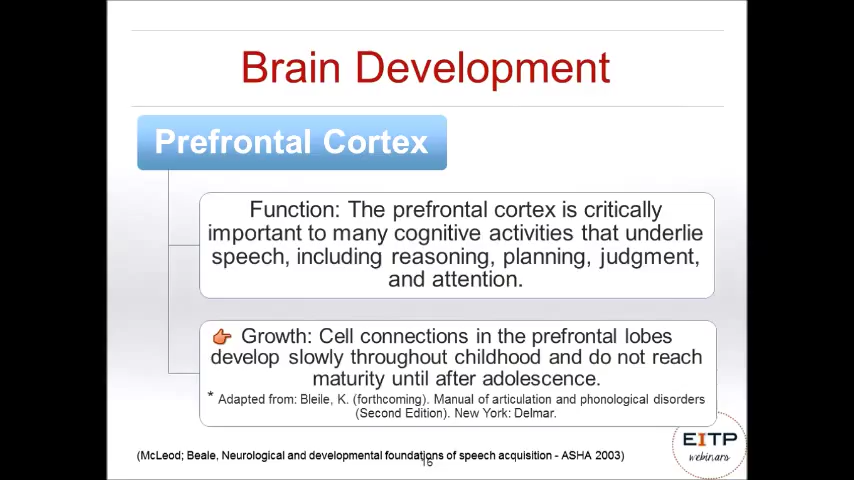 Brain Development
Prefrontal Cortex
Function: The prefrontal cortex is critically
important to many cognitive activities that underlie
speech, including reasoning, planning, judgment,
and attention.
Growth: Cell connections in the prefrontal lobes
develop slowly throughout childhood and do not reach
maturity until after adolescence.
* Adapted from: Bleile, K. (forthcoming). Manual of articulation and phonological disorders
(Second Edition). New York: Delmar.
EITP
webinars
(McLeod; Beale, Neurological and developmental foundations of speech acquisition - ASHA 2003)
16